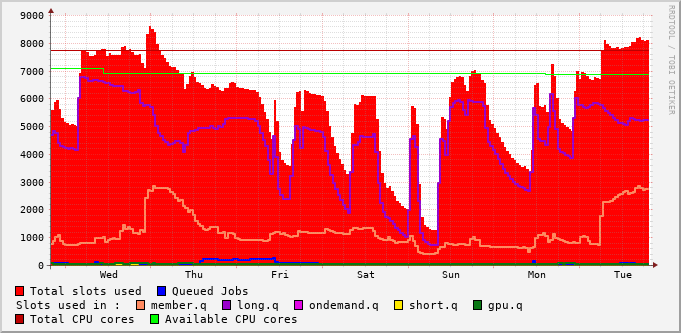 9000
8000
7000
6000
5000
4000
3000
2000
1000
0
Wed Thu Fri Sat Sun Mon Tue
RRDTOOL / TOBI OETIKER
Total slots used Queued Jobs
Slots used in : member.q long.q ondemand.q short.q gpu.q
Total CPU cores Available CPU cores